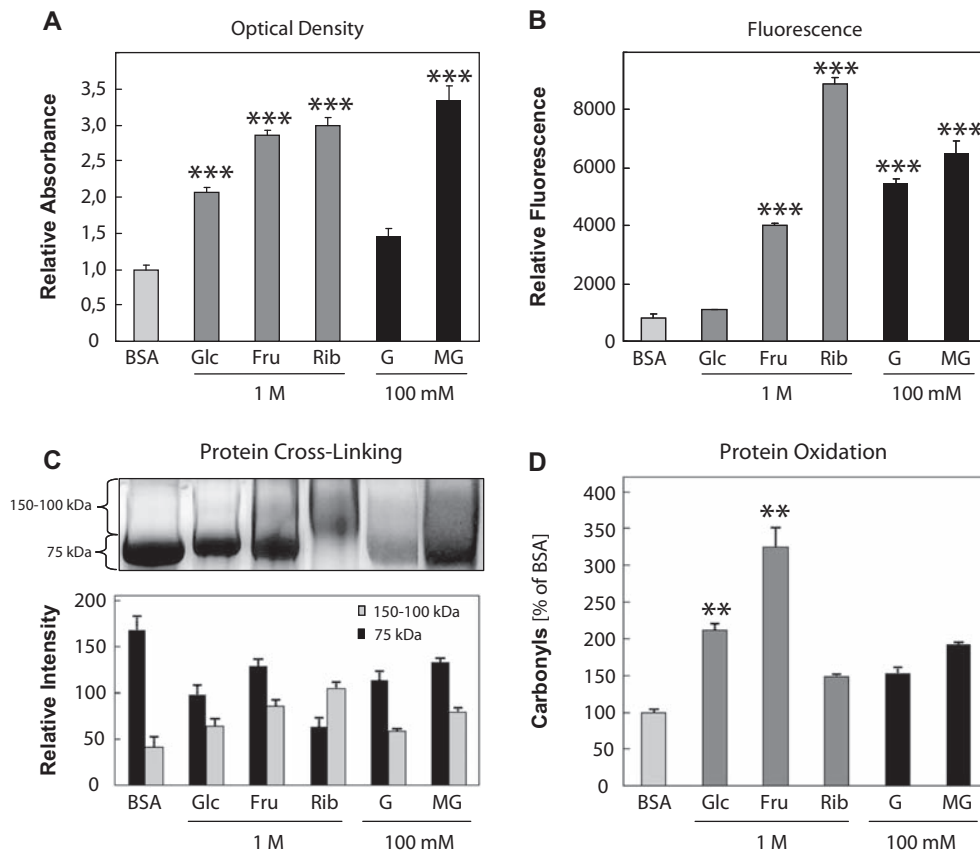 A
Optical Density
Relative Absorbance
3,5
3,0
2,5
2,0
1,5
1,0
0,5
0
***
***
***
***
BSA Glc Fru Rib G MG
1 M 100 mM
B
Fluorescence
Relative Fluorescence
8000
6000
4000
2000
0
***
***
***
***
BSA Glc Fru Rib G MG
1 M 100 mM
C
Protein Cross-Linking
150-100 kDa
75 kDa
Relative Intensity
200
150
100
50
0
150-100 kDa
75 kDa
BSA Glc Fru Rib G MG
1 M 100 mM
D
Protein Oxidation
Carbonyls [% of BSA]
400
350
300
250
200
150
100
50
0
**
**
BSA Glc Fru Rib G MG
1 M 100 mM